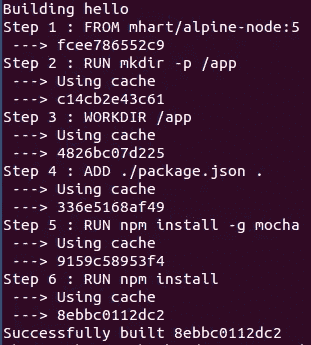 Building hello
Step 1 : FROM mhart/alpine-node:5
---> fcee786552c9
Step 2 : RUN mkdir -p /app
---> Using cache
---> c14cb2e43c61
Step 3 : WORKDIR /app
---> Using cache
---> 4826bc07d225
Step 4 : ADD ./package.json .
---> Using cache
---> 336e5168af49
Step 5 : RUN npm install -g mocha
---> Using cache
---> 9159c58953f4
Step 6 : RUN npm install
---> Using cache
---> 8ebbc0112dc2
Successfully built 8ebbc0112dc2